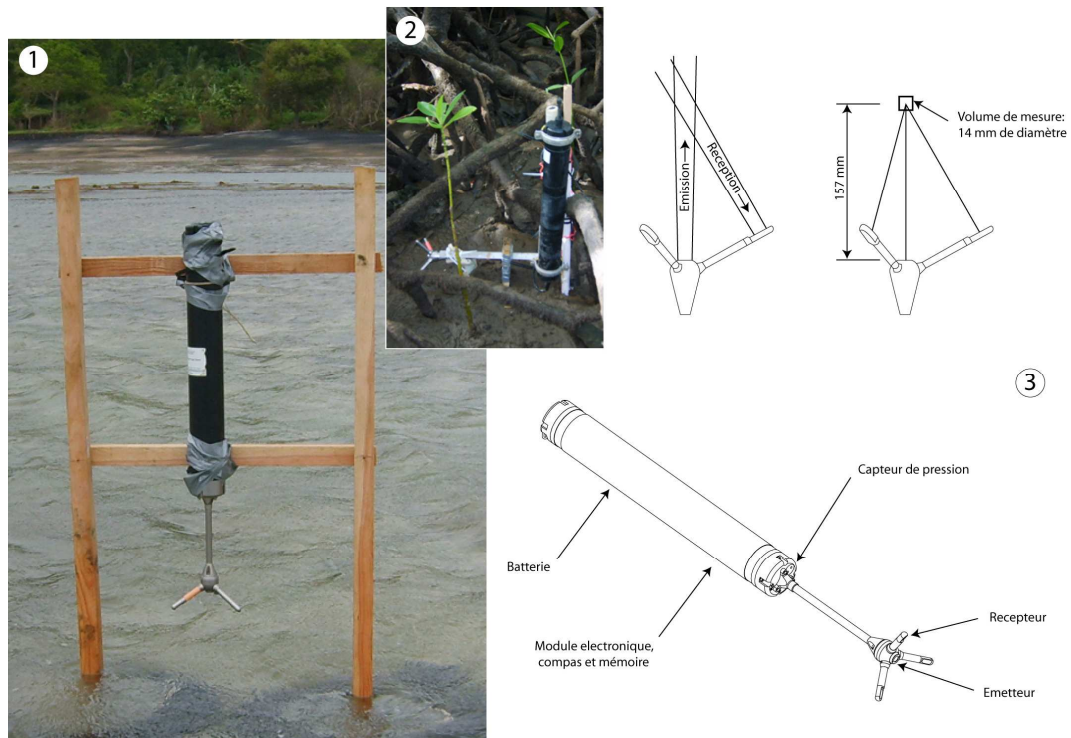 1
2
Emission
Reception
157 mm
Volume de mesure:
14 mm de diamètre
3
Capteur de pression
Batterie
Module electronique,
compas et mémoire
Recepteur
Emetteur